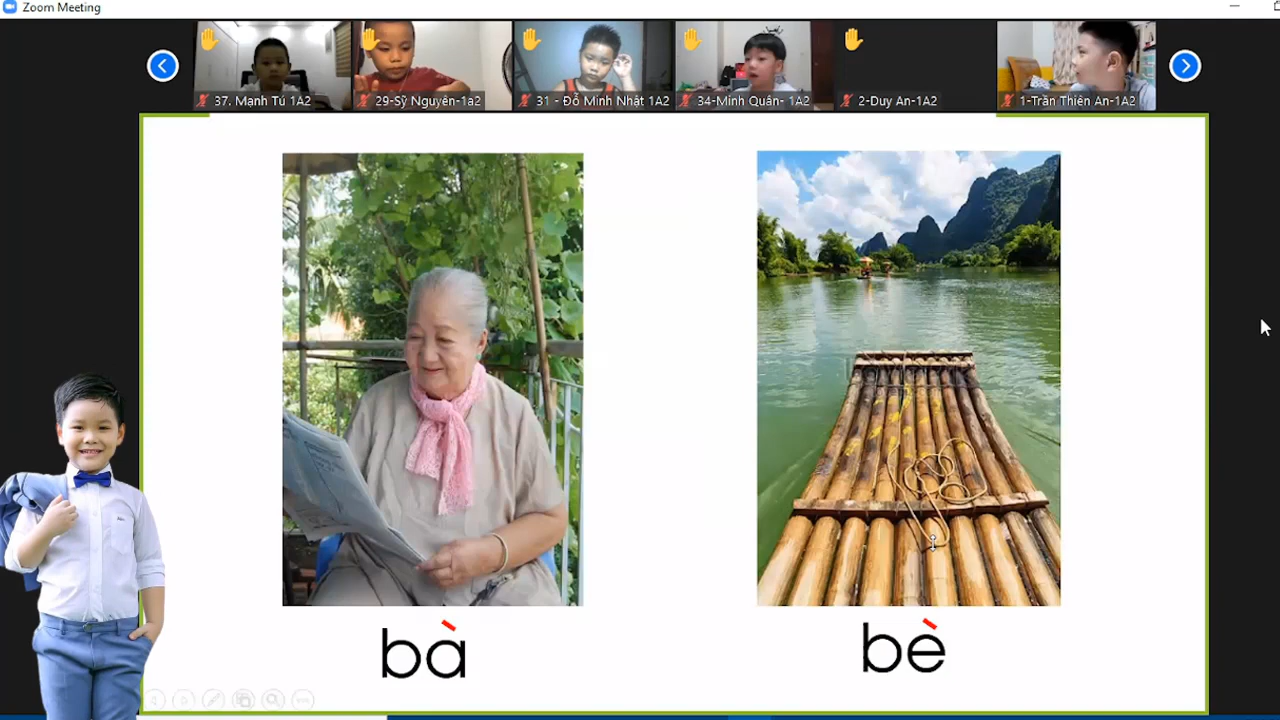 Zoom Meeting
37. Mạnh Tú 1A2
29-Sỹ Nguyên-1a2
31 - Đỗ Minh Nhật 1A2
34-Minh Quân- 1A2
2-Duy An-1A2
1-Trần Thiên An-1A2
bà
bè